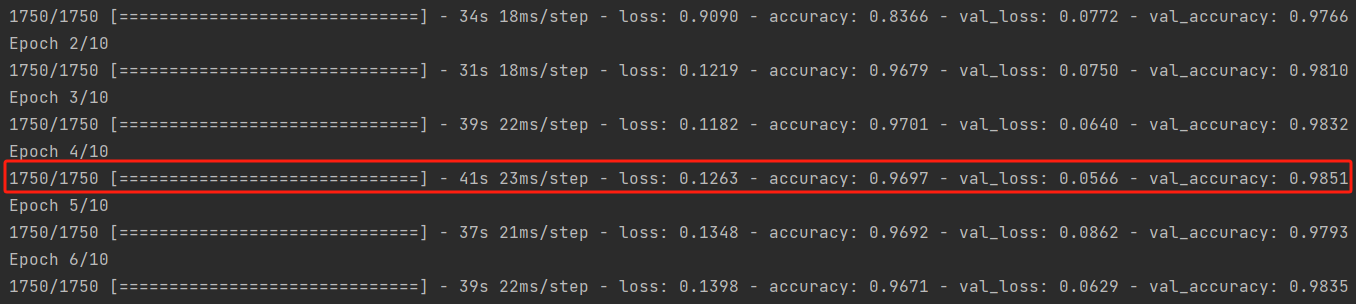 1750/1750 [==============================] - 34s 18ms/step - loss: 0.9090 - accuracy: 0.8366 - val_loss: 0.0772 - val_accuracy: 0.9766
Epoch 2/10
1750/1750 [==============================] - 31s 18ms/step - loss: 0.1219 - accuracy: 0.9679 - val_loss: 0.0750 - val_accuracy: 0.9810
Epoch 3/10
1750/1750 [==============================] - 39s 22ms/step - loss: 0.1182 - accuracy: 0.9701 - val_loss: 0.0640 - val_accuracy: 0.9832
Epoch 4/10
1750/1750 [==============================] - 41s 23ms/step - loss: 0.1263 - accuracy: 0.9697 - val_loss: 0.0566 - val_accuracy: 0.9851
Epoch 5/10
1750/1750 [==============================] - 37s 21ms/step - loss: 0.1348 - accuracy: 0.9692 - val_loss: 0.0862 - val_accuracy: 0.9793
Epoch 6/10
1750/1750 [==============================] - 39s 22ms/step - loss: 0.1398 - accuracy: 0.9671 - val_loss: 0.0629 - val_accuracy: 0.9835